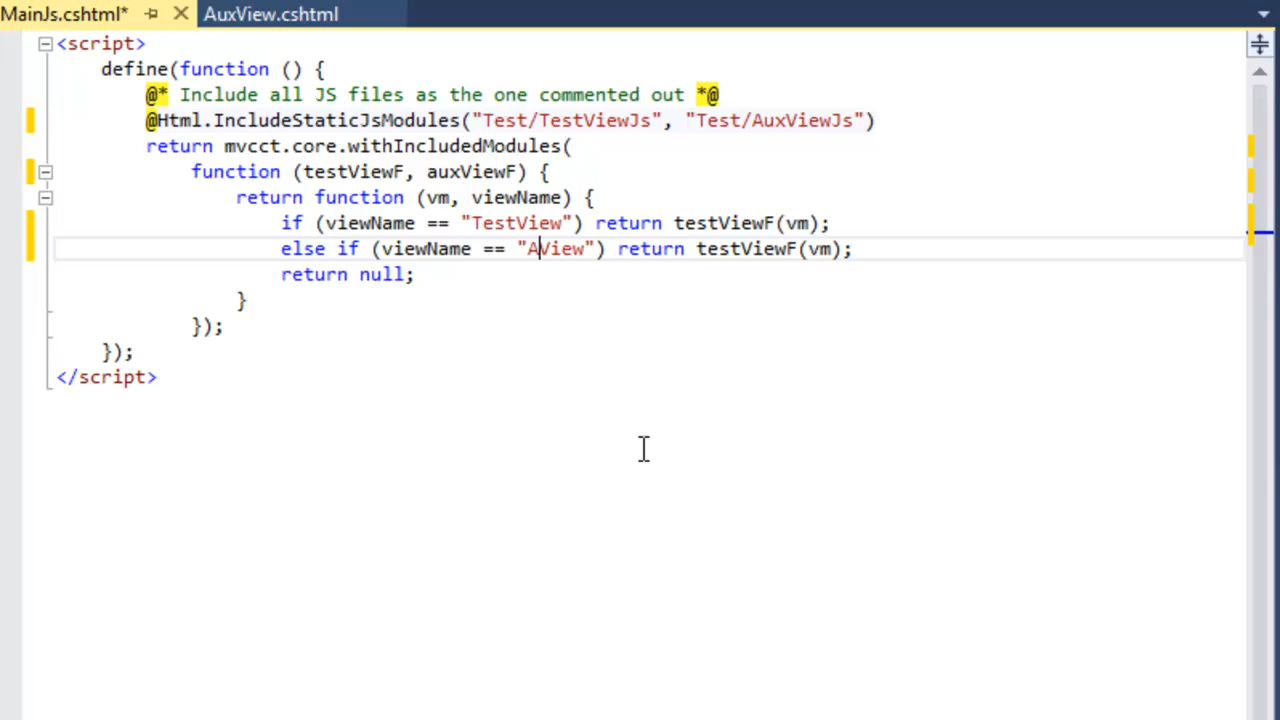 MainJs.cshtml* AuxView.cshtml
<script>
define(function () {
@* Include all JS files as the one commented out *@
@Html.IncludeStaticJsModules("Test/TestViewJs", "Test/AuxViewJs")
return mvcct.core.withIncludedModules(
function (testViewF, auxViewF) {
return function (vm, viewName) {
if (viewName == "TestView") return testViewF(vm);
else if (viewName == "AView") return testViewF(vm);
return null;
}
});
});
</script>